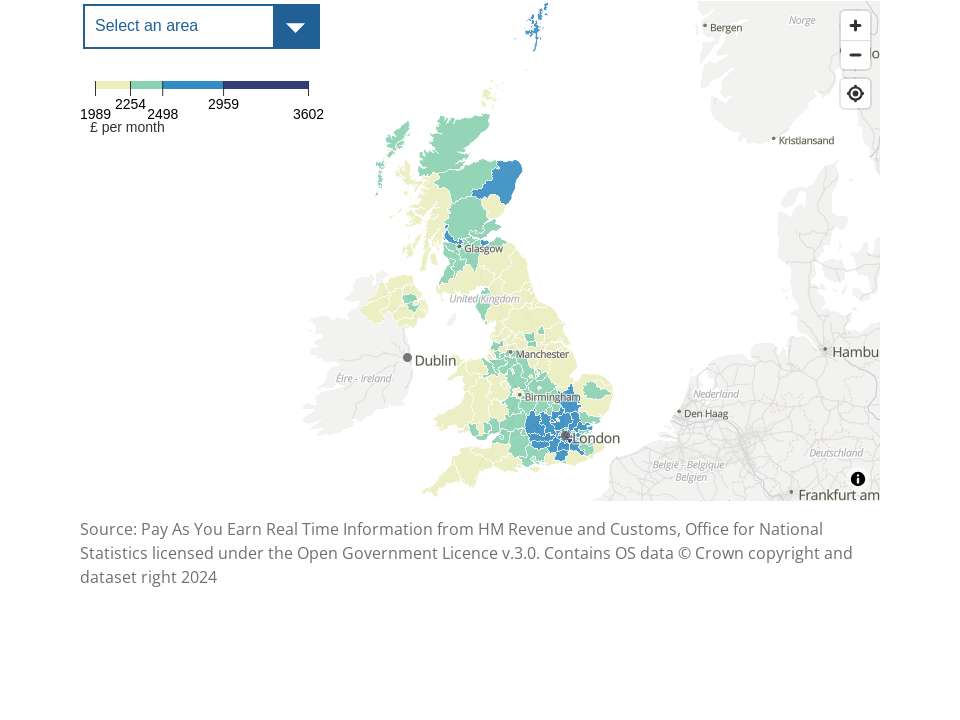 Select an area
1989
2254
2498
2959
3602
£ per month
Bergen
Norge
Kristiansand
Glasgow
United Kingdom
Manchester
Dublin
Éire - Ireland
Birmingham
London
Hambu
Nederland
Den Haag
België - Belgique
Belgien
Deutschland
Frankfurt am
Source: Pay As You Earn Real Time Information from HM Revenue and Customs, Office for National
Statistics licensed under the Open Government Licence v.3.0. Contains OS data © Crown copyright and
dataset right 2024